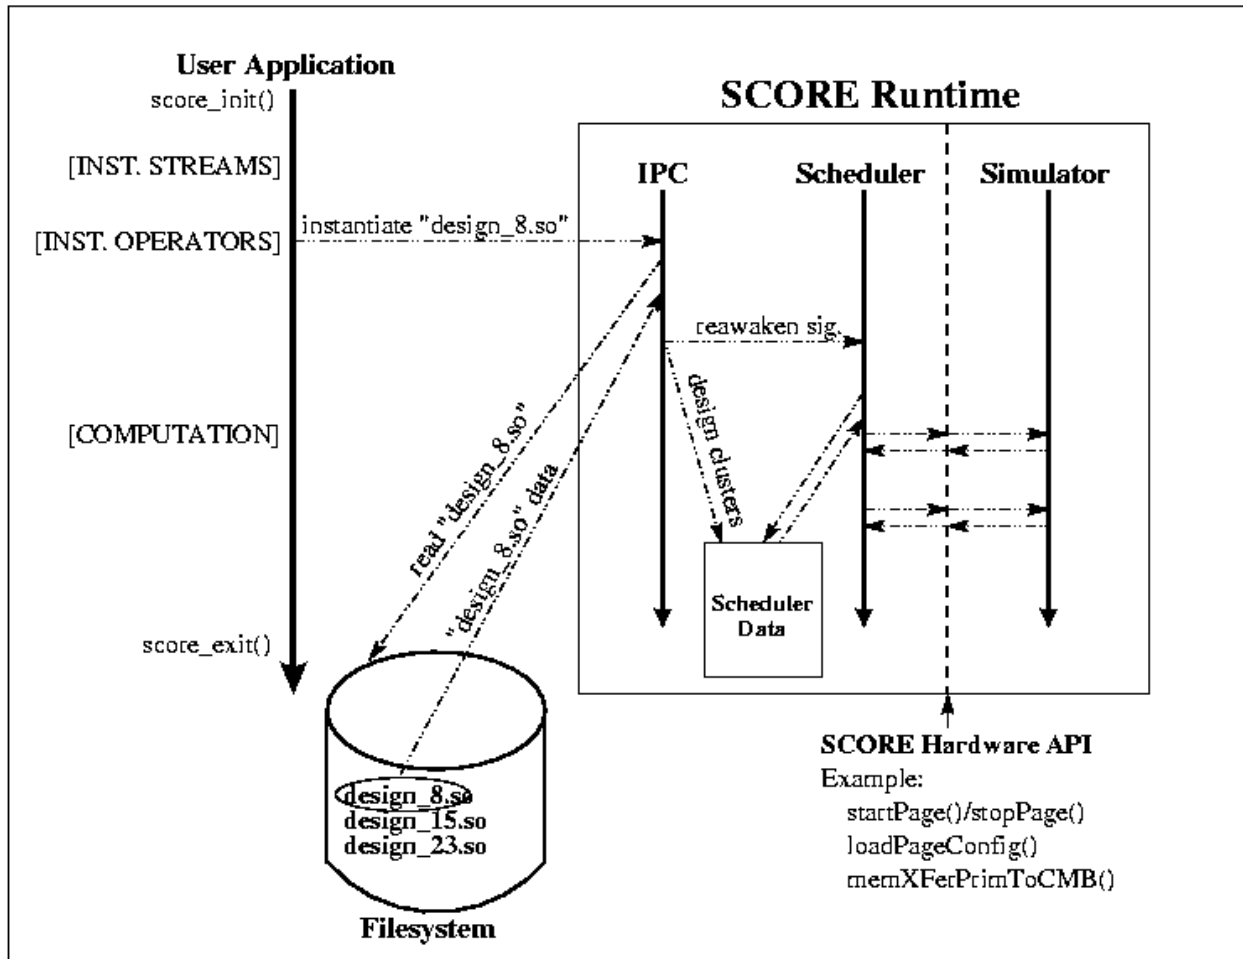 User Application
score_init()
SCORE Runtime
[INST. STREAMS]
IPC
Scheduler
Simulator
[INST. OPERATORS]
instantiate "design_8.so"
reawaken sig.
design clusters
[COMPUTATION]
read "design_8.so"
"design_8.so" data
Scheduler
Data
score_exit()
SCORE Hardware API
Example:
startPage()/stopPage()
loadPageConfig()
memXFerPrimToCMB()
design_8.so
design_15.so
design_23.so
Filesystem